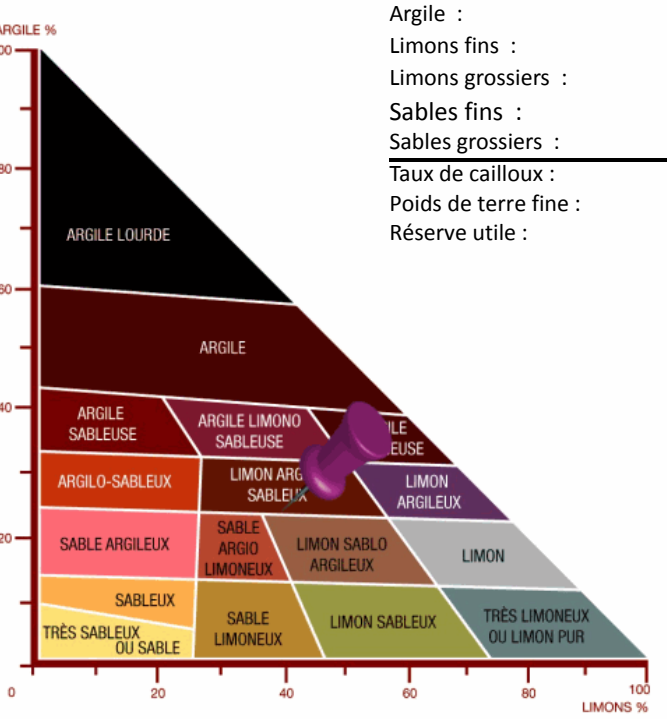 ARGILE %
Argile :
Limons fins :
Limons grossiers :
Sables fins :
Sables grossiers :
Taux de cailloux :
Poids de terre fine :
Réserve utile :
80
ARGILE LOURDE
60
ARGILE
40
ARGILE
SABLEUSE
ARGILE LIMONO
SABLEUSE
ARGILO-SABLEUX
LIMON ARG
SABLEUX
LIMON
ARGILEUX
20
SABLE ARGILEUX
SABLE
ARGIO
LIMONEUX
LIMON SABLO
ARGILEUX
LIMON
SABLEUX
TRÈS SABLEUX
OU SABLE
SABLE
LIMONEUX
LIMON SABLEUX
TRÈS LIMONEUX
OU LIMON PUR
0 20 40 60 80 100
LIMONS %